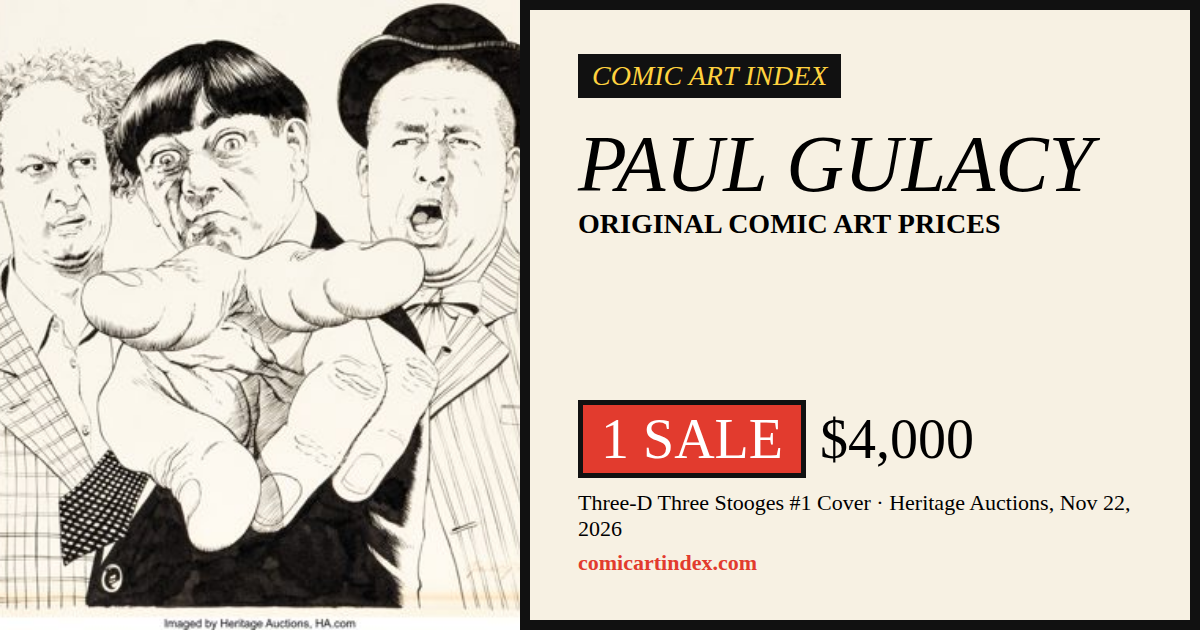 COMIC ART INDEX
PAUL GULACY
ORIGINAL COMIC ART PRICES
1 SALE $4,000
Three-D Three Stooges #1 Cover · Heritage Auctions, Nov 22,
2026
comicartindex.com
Imaged by Heritage Auctions, HA.com